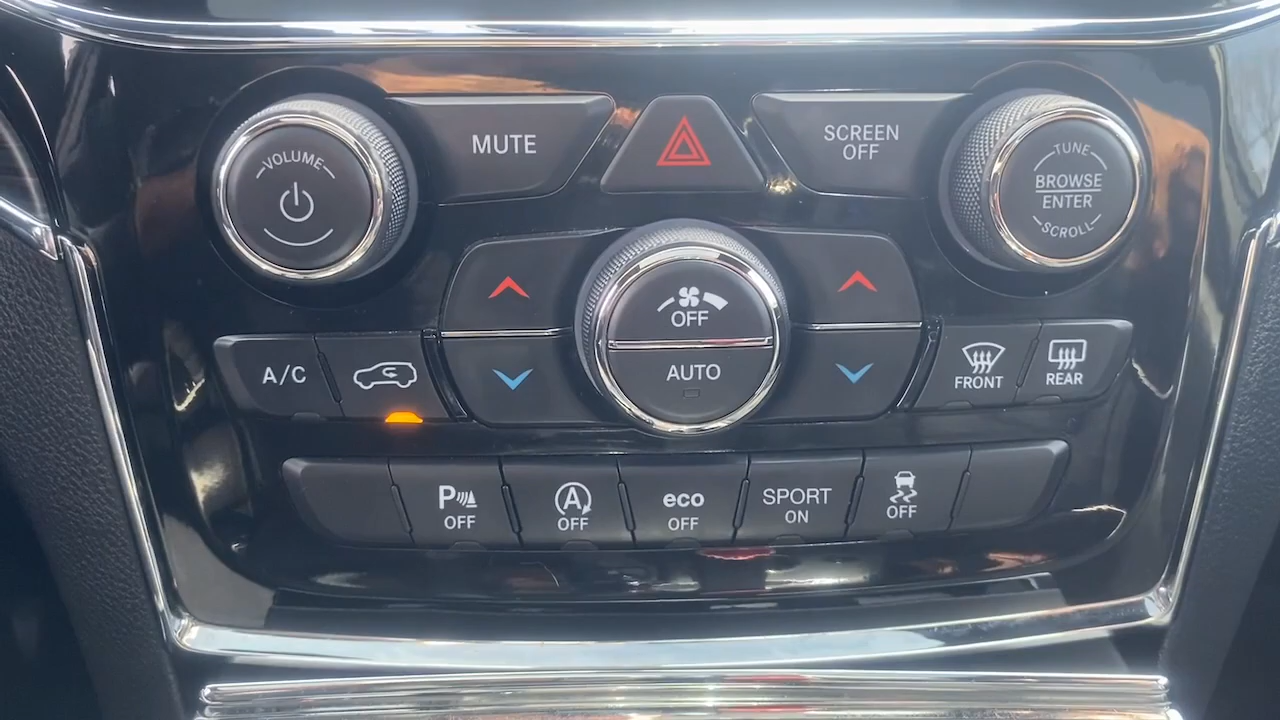 VOLUME
MUTE
SCREEN
OFF
TUNE
BROWSE
ENTER
SCROLL
OFF
AUTO
A/C
FRONT
REAR
P
OFF
A
OFF
eco
OFF
SPORT
ON
OFF